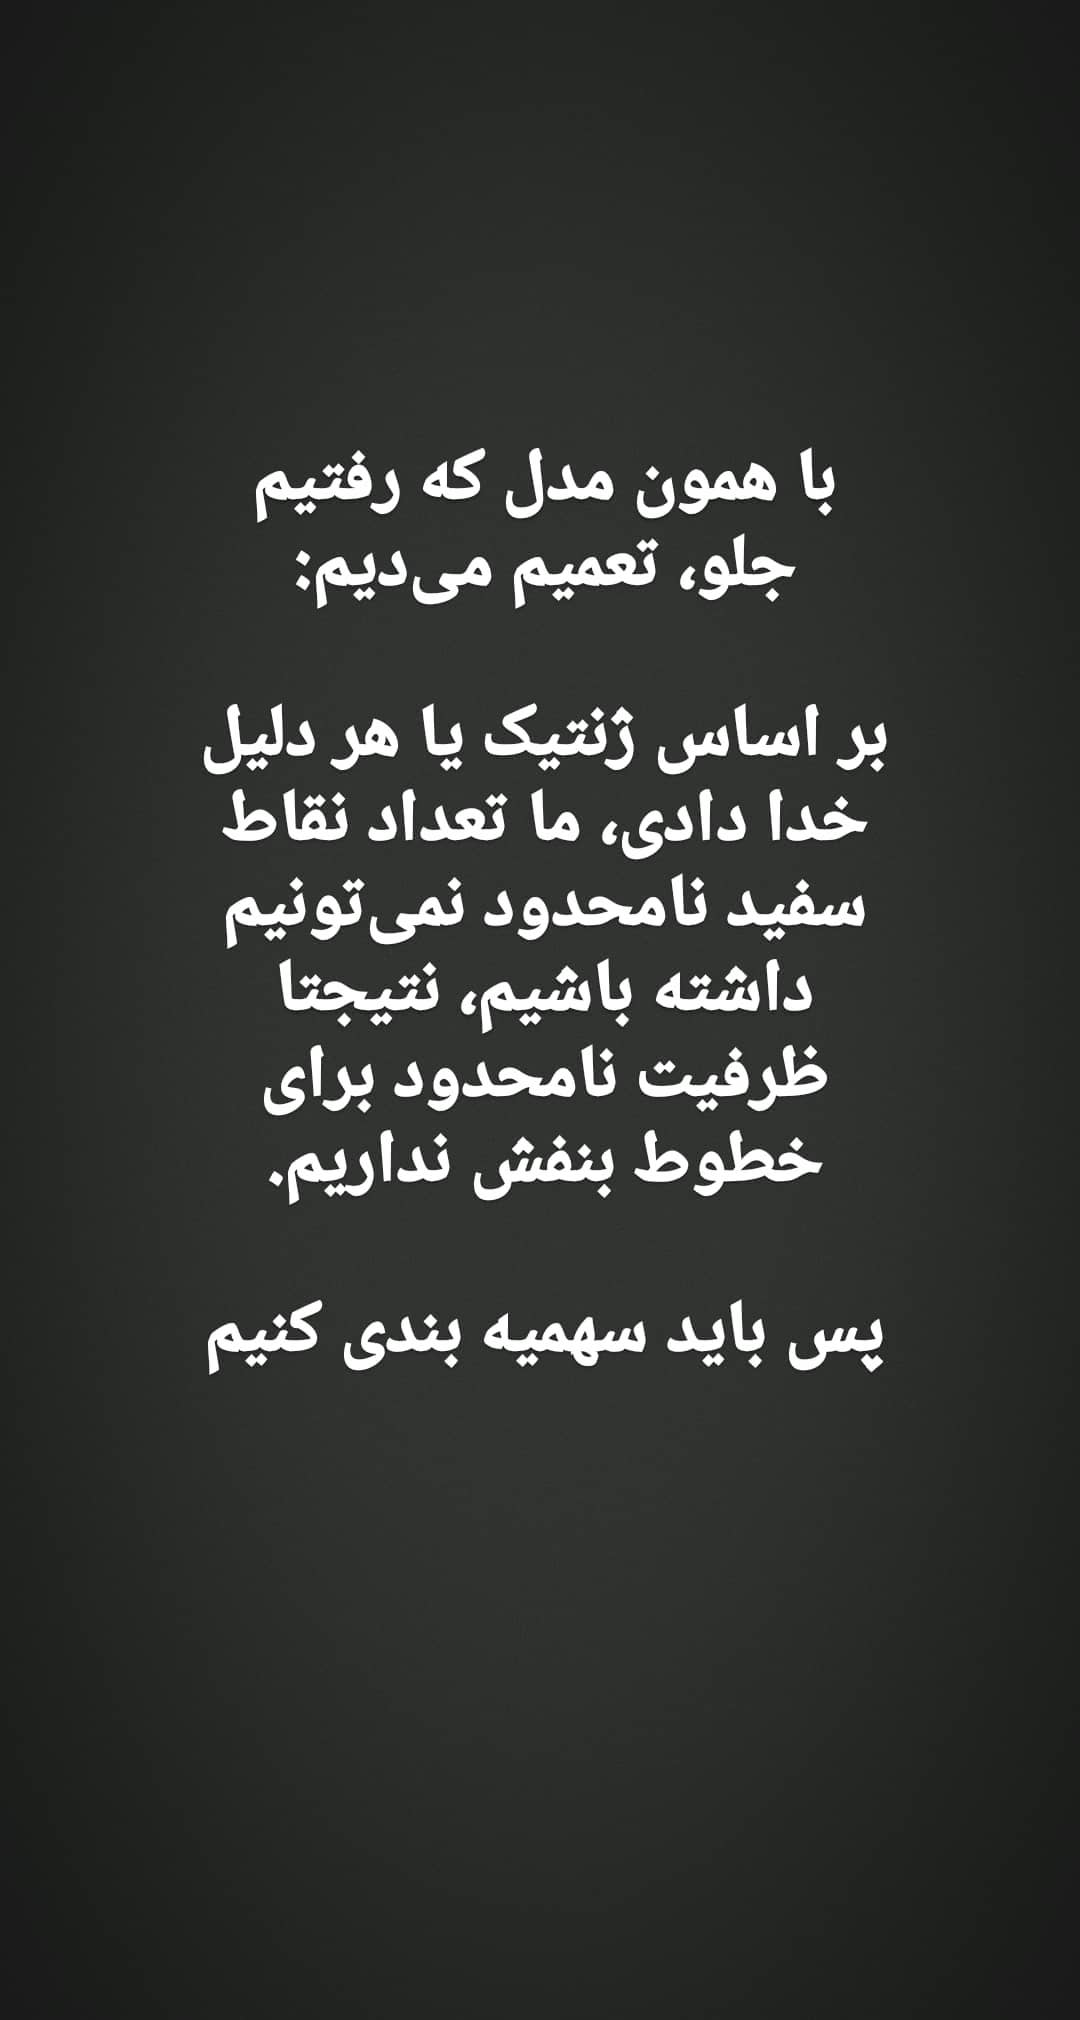 با همون مدل که رفتیم
جلو، تعمیم می‌دیم:
بر اساس ژنتیک یا هر دلیل
خدا دادی، ما تعداد نقاط
سفید نامحدود نمی‌تونیم
داشته باشیم، نتیجتا
ظرفیت نامحدود برای
خطوط بنفش نداریم.
پس باید سهمیه بندی کنیم